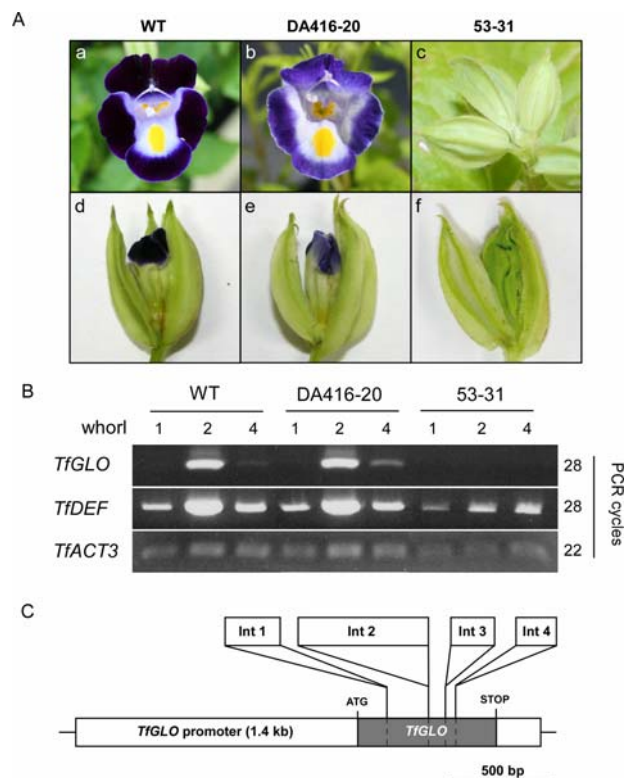 A
WT DA416-20 53-31
a b c
d e f
B
WT DA416-20 53-31
whorl 1 2 4 1 2 4 1 2 4
TfGLO 28
TfDEF 28
TfACT3 22
PCR cycles
C
Int 1 Int 2 Int 3 Int 4
ATG STOP
TfGLO promoter (1.4 kb) TfGLO
500 bp